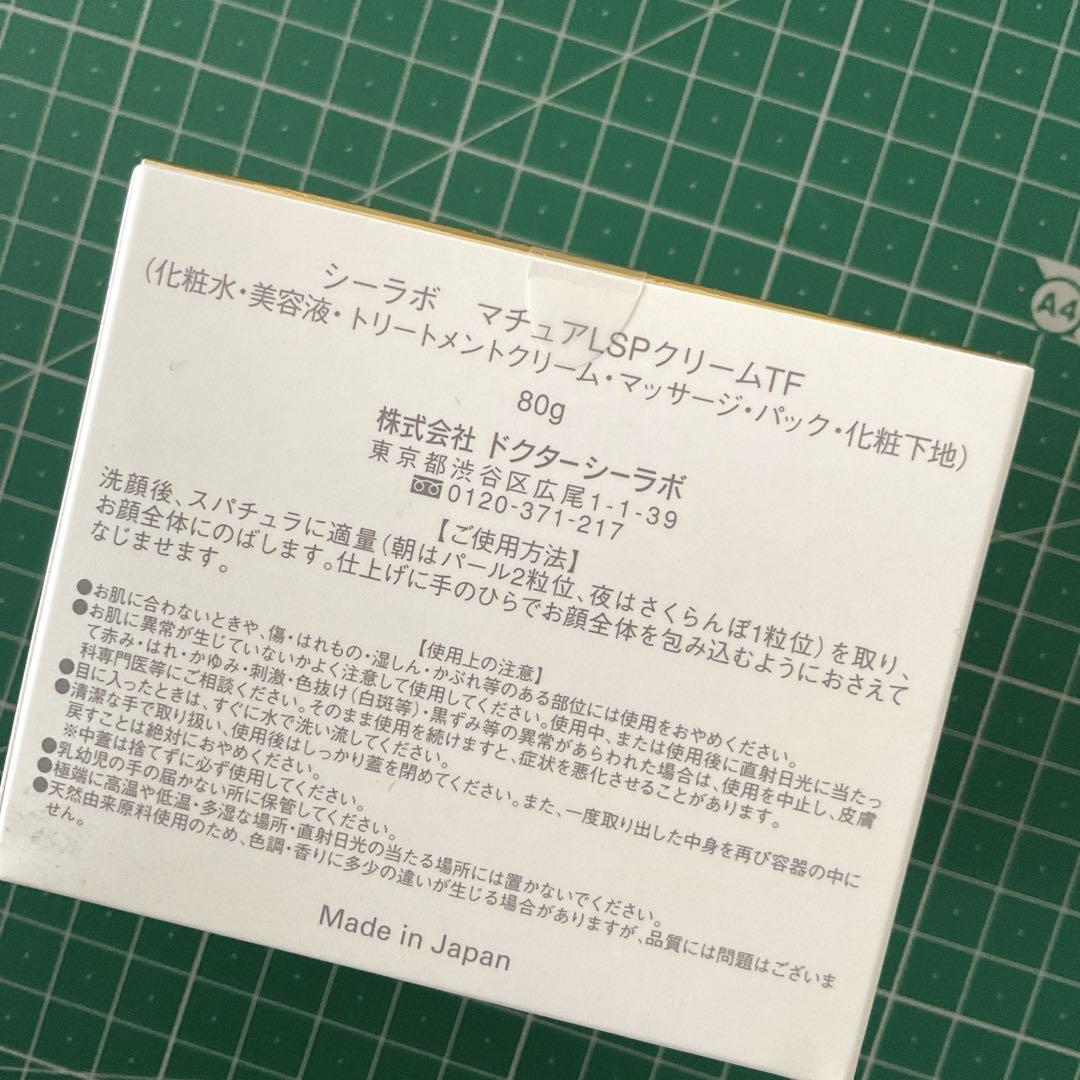 シーラボ マチュアLSPクリームTF
(化粧水・美容液・トリートメントクリーム・マッサージ・パック・化粧下地)
80g
株式会社 ドクターシーラボ
東京都渋谷区広尾1-1-39
0120-371-217
【ご使用方法】
洗顔後、スパチュラに適量(朝はパール2粒位、夜はさくらんぼ1粒位)を取り、
お顔全体にのばします。仕上げに手のひらでお顔全体を包み込むようにおさえて
なじませます。
【使用上の注意】
●お肌に合わないときや、傷・はれもの・湿しん・かぶれ等のある部位には使用をおやめください。
●お肌に異常が生じていないかよく注意して使用してください。使用中、または使用後に直射日光に当たっ
て赤み・はれ・かゆみ・刺激・色抜け(白斑等)・黒ずみ等の異常があらわれた場合は、使用を中止し、皮膚
科専門医等にご相談ください。そのまま使用を続けますと、症状を悪化させることがあります。
●目に入ったときは、すぐに水で洗い流してください。
●清潔な手で取り扱い、使用後はしっかり蓋を閉めてください。また、一度取り出した中身を再び容器の中に
戻すことは絶対におやめください。
※中蓋は捨てずに必ず使用してください。
●乳幼児の手の届かない所に保管してください。
●極端に高温や低温・多湿な場所・直射日光の当たる場所には置かないでください。
●天然由来原料使用のため、色調・香りに多少の違いが生じる場合がありますが、品質には問題はございま
せん。
Made in Japan
A4